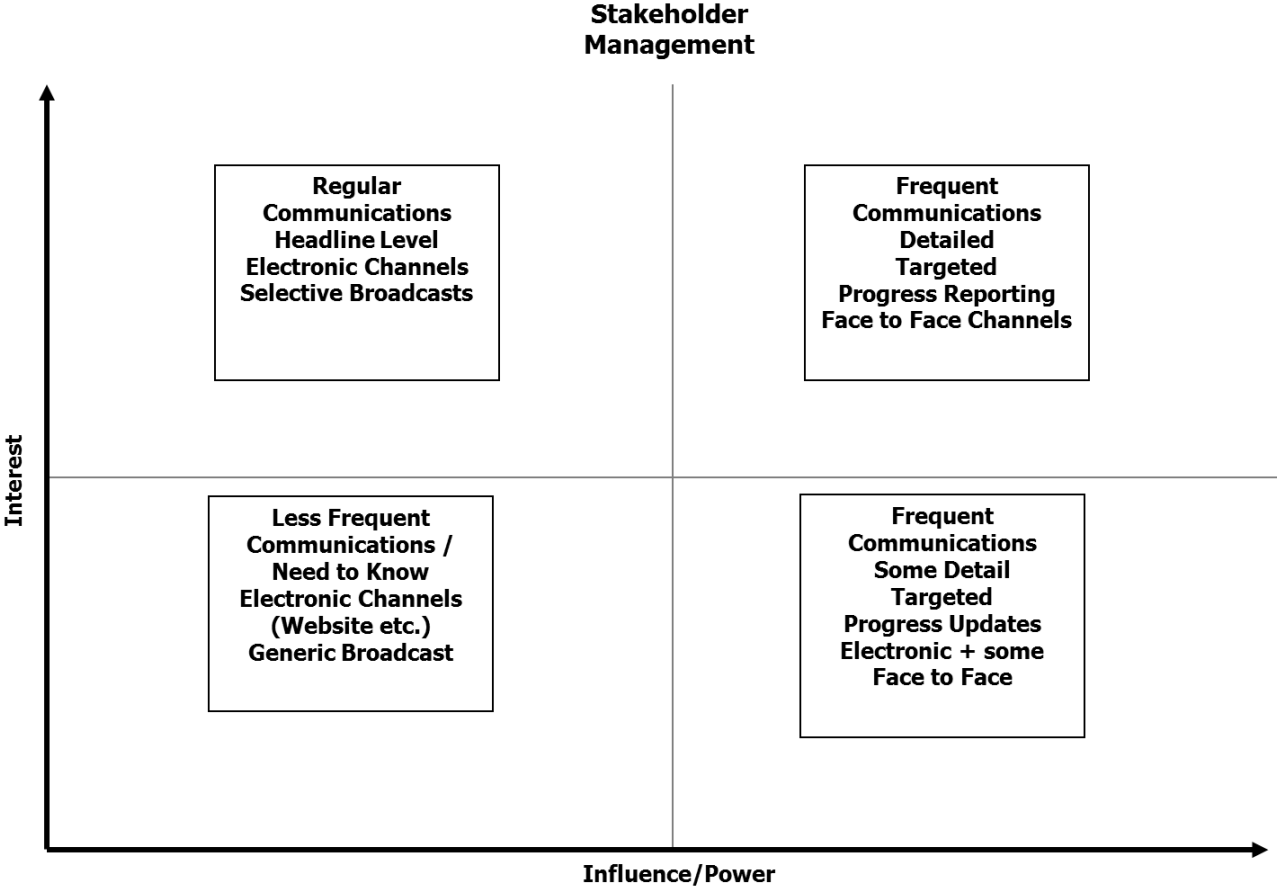 Stakeholder
Management
Regular
Communications
Headline Level
Electronic Channels
Selective Broadcasts
Frequent
Communications
Detailed
Targeted
Progress Reporting
Face to Face Channels
Interest
Less Frequent
Communications /
Need to Know
Electronic Channels
(Website etc.)
Generic Broadcast
Frequent
Communications
Some Detail
Targeted
Progress Updates
Electronic + some
Face to Face
Influence/Power